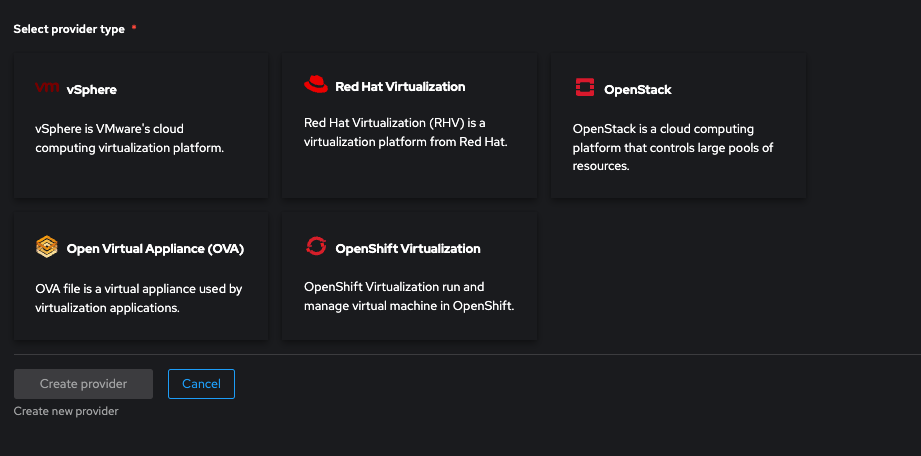 Select provider type *
vm vSphere
vSphere is VMware's cloud
computing virtualization platform.
Red Hat Virtualization
Red Hat Virtualization (RHV) is a
virtualization platform from Red Hat.
OpenStack
OpenStack is a cloud computing
platform that controls large pools of
resources.
Open Virtual Appliance (OVA)
OVA file is a virtual appliance used by
virtualization applications.
OpenShift Virtualization
OpenShift Virtualization run and
manage virtual machine in OpenShift.
Create provider
Cancel
Create new provider